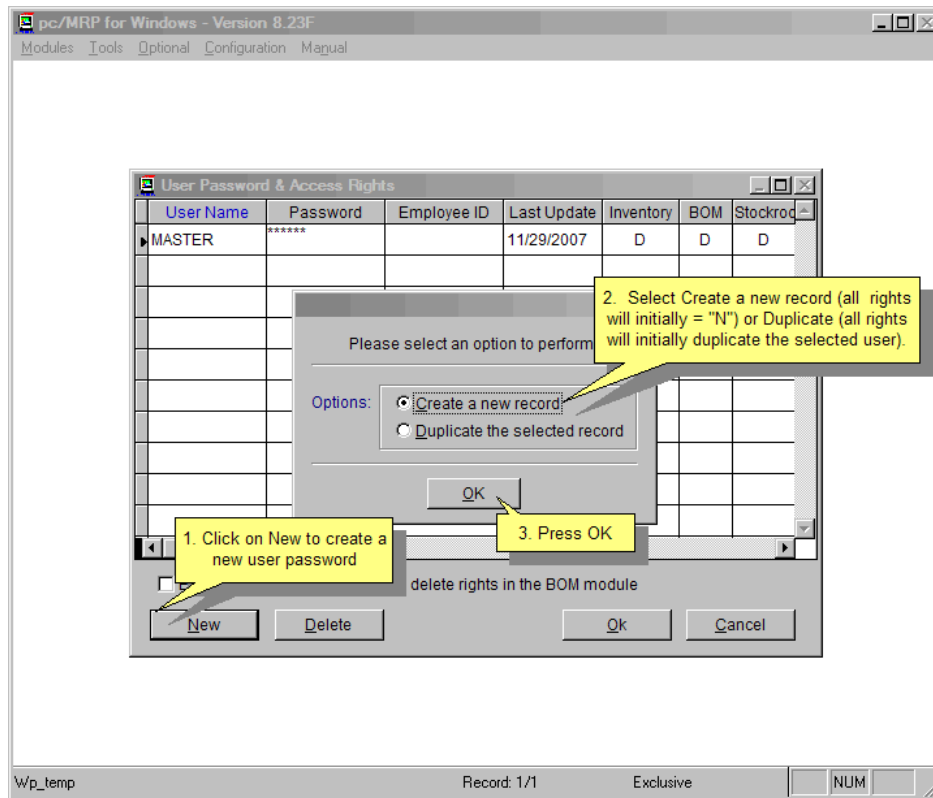 pc/MRP for Windows - Version 8.23F
Modules Tools Optional Configuration Manual
User Password & Access Rights
User Name Password Employee ID Last Update Inventory BOM Stockroo
MASTER ****** 11/29/2007 D D D
2. Select Create a new record (all rights
will initially = "N") or Duplicate (all rights
will initially duplicate the selected user).
Please select an option to perform
Options:
Create a new record
Duplicate the selected record
OK
3. Press OK
1. Click on New to create a
new user password
delete rights in the BOM module
New Delete Ok Cancel
Wp_temp Record: 1/1 Exclusive NUM